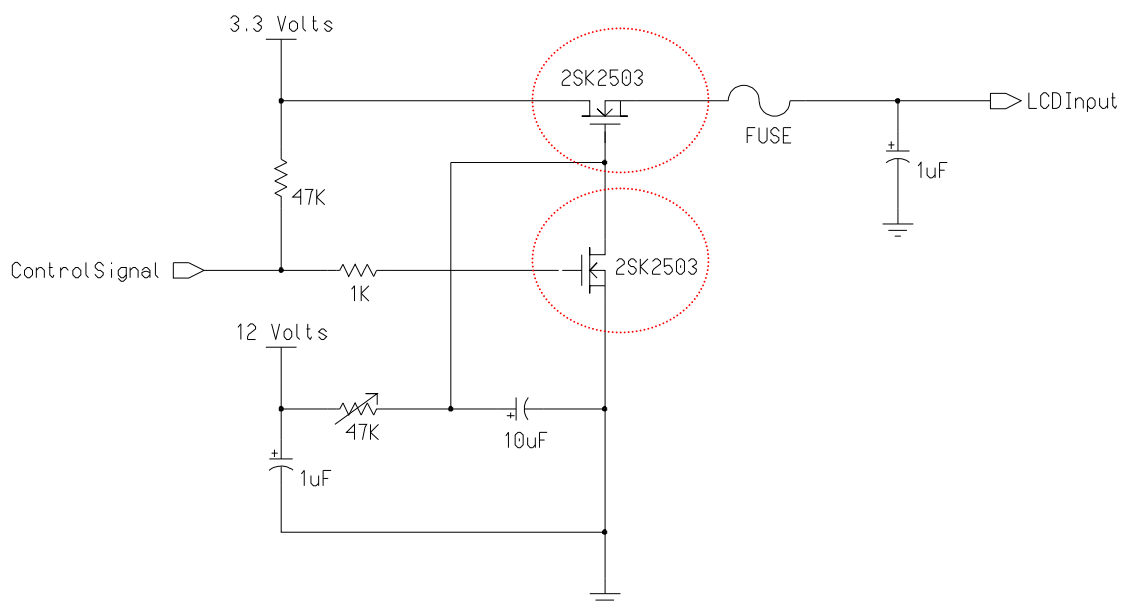 3.3 Volts
2SK2503
LCDInput
FUSE
1uF
47K
ControlSignal
2SK2503
1K
12 Volts
47K
10uF
1uF